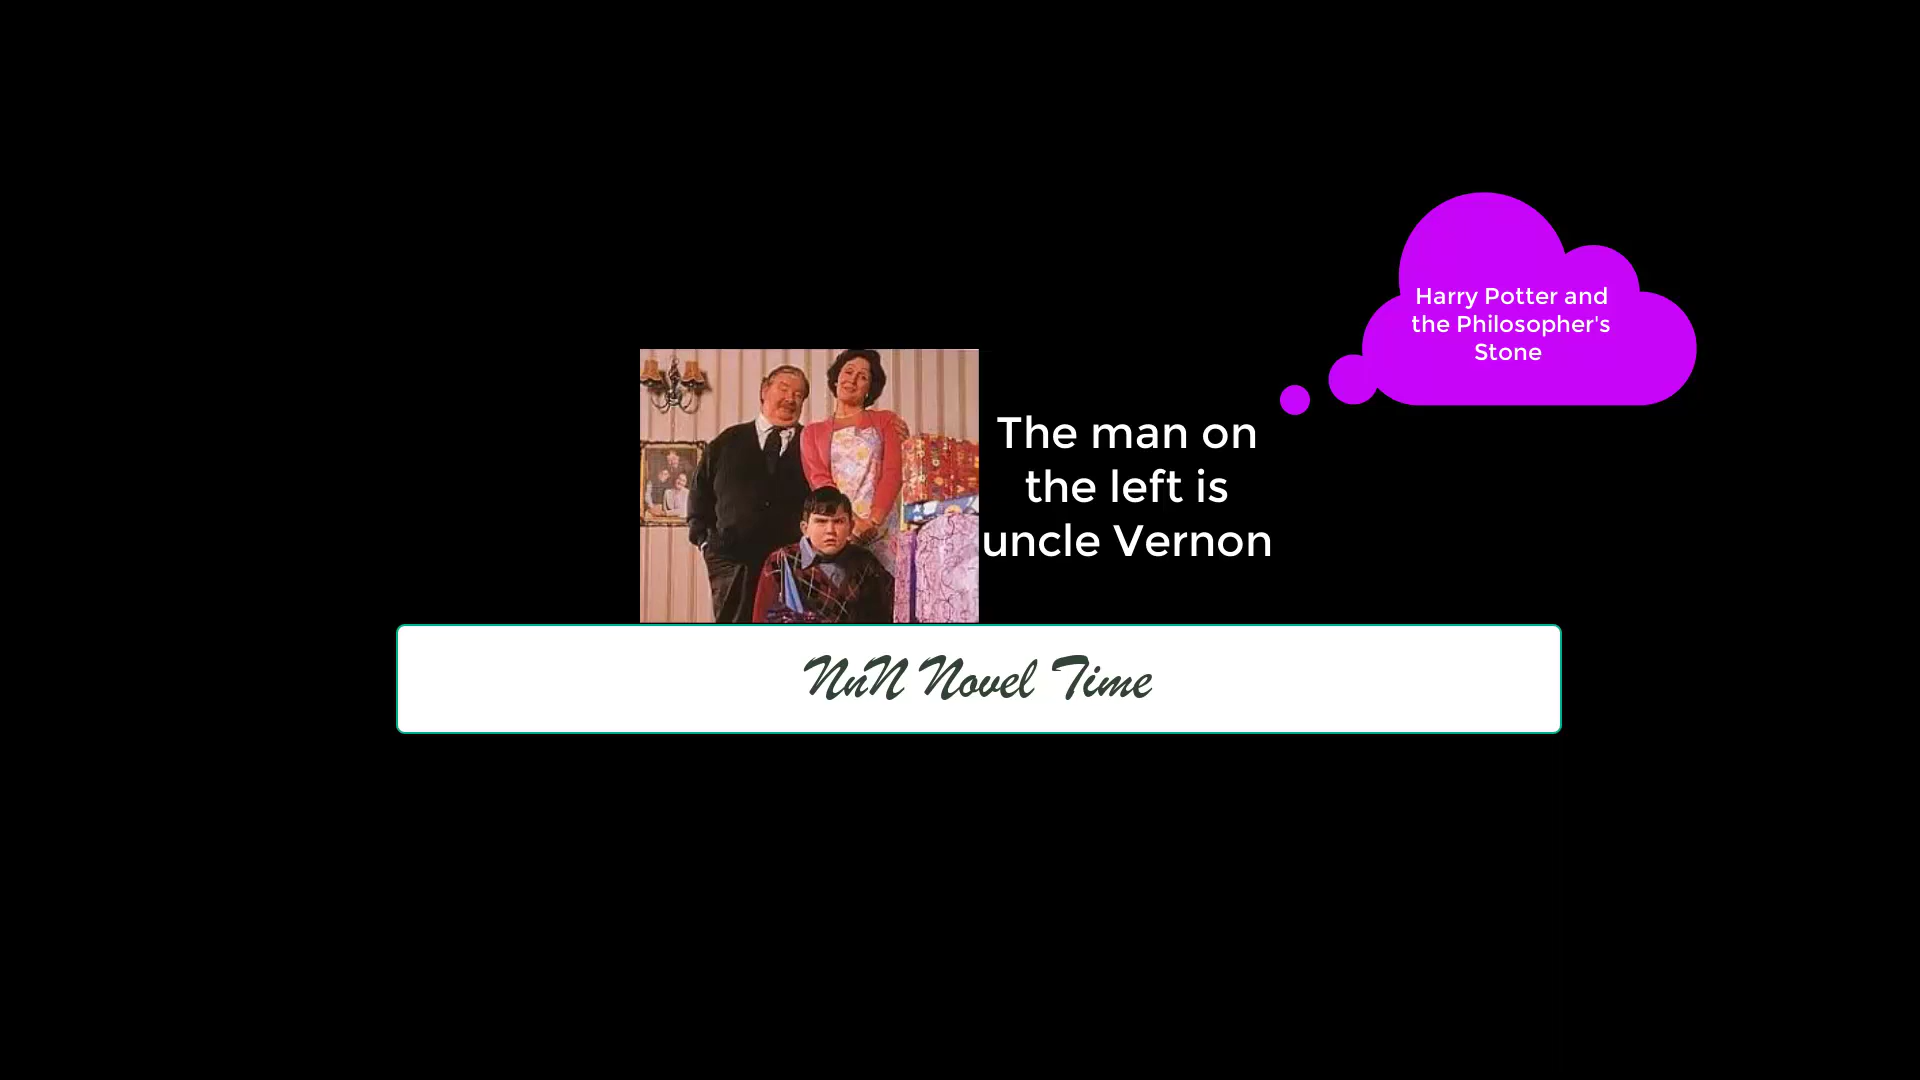 Harry Potter and
the Philosopher's
Stone
The man on
the left is
uncle Vernon
NnN Novel Time